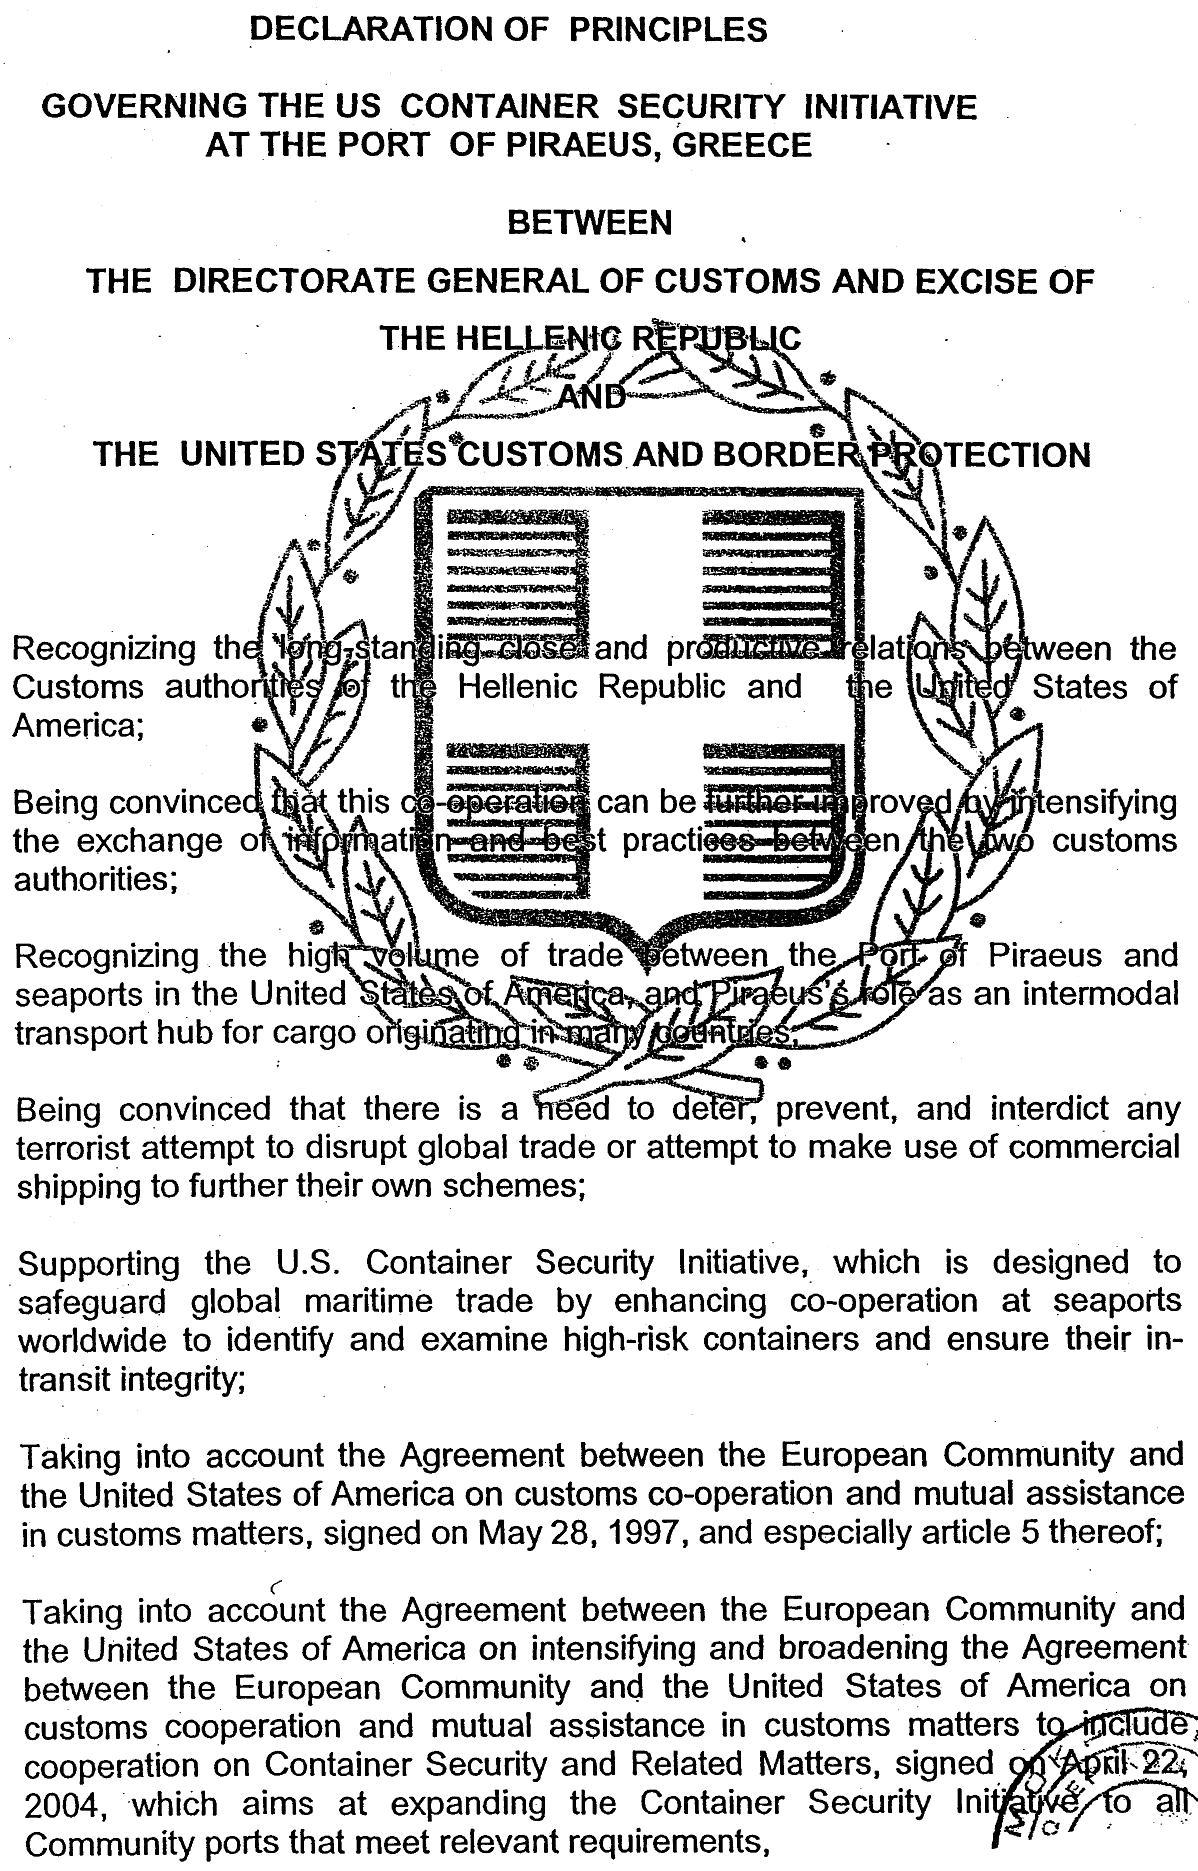 DECLARATION OF PRINCIPLES
GOVERNING THE US CONTAINER SECURITY INITIATIVE
AT THE PORT OF PIRAEUS, GREECE
BETWEEN
THE DIRECTORATE GENERAL OF CUSTOMS AND EXCISE OF
THE HELLENIC REPUBLIC
AND
THE UNITED STATES CUSTOMS AND BORDER PROTECTION
Recognizing the long-standing close and productive relations between the
Customs authorities of the Hellenic Republic and the United States of
America;
Being convinced that this co-operation can be further improved by intensifying
the exchange of information and best practices between the two customs
authorities;
Recognizing the high volume of trade between the Port of Piraeus and
seaports in the United States of America, and Piraeus's role as an intermodal
transport hub for cargo originating in many countries;
Being convinced that there is a need to deter, prevent, and interdict any
terrorist attempt to disrupt global trade or attempt to make use of commercial
shipping to further their own schemes;
Supporting the U.S. Container Security Initiative, which is designed to
safeguard global maritime trade by enhancing co-operation at seaports
worldwide to identify and examine high-risk containers and ensure their in-
transit integrity;
Taking into account the Agreement between the European Community and
the United States of America on customs co-operation and mutual assistance
in customs matters, signed on May 28, 1997, and especially article 5 thereof;
Taking into account the Agreement between the European Community and
the United States of America on intensifying and broadening the Agreement
between the European Community and the United States of America on
customs cooperation and mutual assistance in customs matters to include
cooperation on Container Security and Related Matters, signed on April 22,
2004, which aims at expanding the Container Security Initiative to all
Community ports that meet relevant requirements,